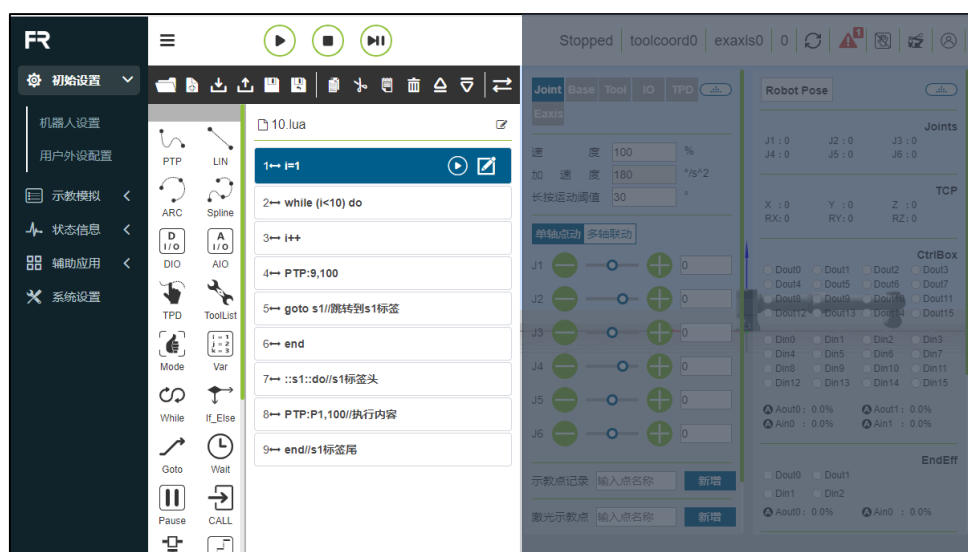 FR
Stopped toolcoord0 exaxis0 0 1
初始设置
机器人设置
用户外设配置
示教模拟
状态信息
辅助应用
系统设置
PTP LIN
ARC Spline
D I/O A I/O
DIO AIO
TPD ToolList
i = 1
j = 2
k = 3
Mode Var
While If_Else
Goto Wait
Pause CALL
10.lua
1 i=1
2 while (i<10) do
3 i++
4 PTP:9,100
5 goto s1//跳转到s1标签
6 end
7 ::s1::do//s1标签头
8 PTP:P1,100//执行内容
9 end//s1标签尾
Joint Base Tool IO TPD
Eaxis
速 度 100 %
加 速 度 180 °/s^2
长按运动阈值 30 °
单轴点动 多轴联动
J1 0
J2 0
J3 0
J4 0
J5 0
J6 0
示教点记录 输入点名称 新增
激光示教点 输入点名称 新增
Robot Pose
Joints
J1 : 0 J2 : 0 J3 : 0
J4 : 0 J5 : 0 J6 : 0
TCP
X : 0 Y : 0 Z : 0
RX: 0 RY: 0 RZ: 0
CtrlBox
Dout0 Dout1 Dout2 Dout3
Dout4 Dout5 Dout6 Dout7
Dout8 Dout9 Dout10 Dout11
Dout12 Dout13 Dout14 Dout15
Din0 Din1 Din2 Din3
Din4 Din5 Din6 Din7
Din8 Din9 Din10 Din11
Din12 Din13 Din14 Din15
A Aout0: 0.0% A Aout1: 0.0%
A Ain0 : 0.0% A Ain1 : 0.0%
EndEff
Dout0 Dout1
Din1 Din2
A Aout0: 0.0% A Ain0 : 0.0%